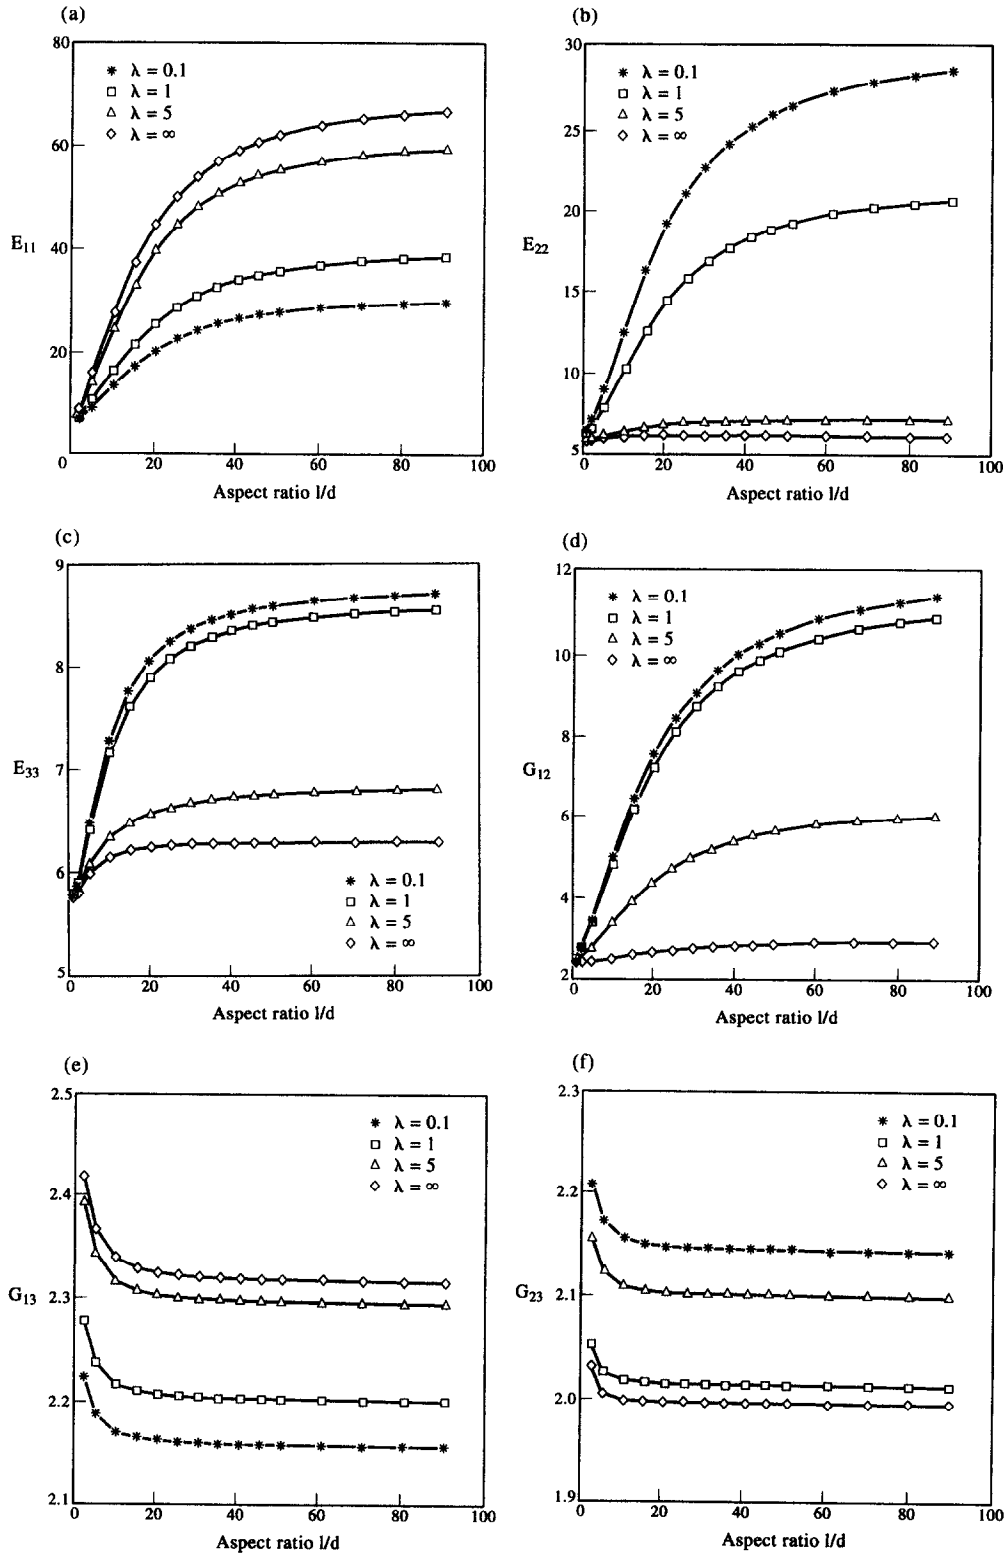 (a)
80
60
40
20
0
E11
∗ λ = 0.1
□ λ = 1
△ λ = 5
◇ λ = ∞
0 20 40 60 80 100
Aspect ratio l/d
(b)
30
25
20
15
10
5
E22
∗ λ = 0.1
□ λ = 1
△ λ = 5
◇ λ = ∞
0 20 40 60 80 100
Aspect ratio l/d
(c)
9
8
7
6
5
E33
∗ λ = 0.1
□ λ = 1
△ λ = 5
◇ λ = ∞
0 20 40 60 80 100
Aspect ratio l/d
(d)
12
10
8
6
4
2
G12
∗ λ = 0.1
□ λ = 1
△ λ = 5
◇ λ = ∞
0 20 40 60 80 100
Aspect ratio l/d
(e)
2.5
2.4
2.3
2.2
2.1
G13
∗ λ = 0.1
□ λ = 1
△ λ = 5
◇ λ = ∞
0 20 40 60 80 100
Aspect ratio l/d
(f)
2.3
2.2
2.1
2.0
1.9
G23
∗ λ = 0.1
□ λ = 1
△ λ = 5
◇ λ = ∞
0 20 40 60 80 100
Aspect ratio l/d